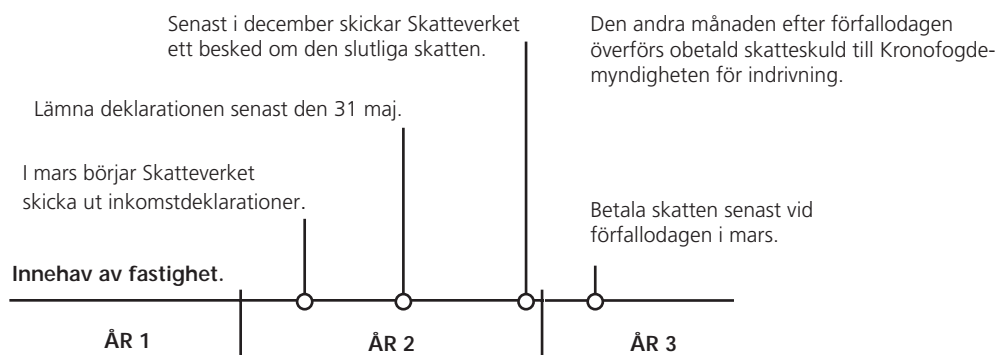 Senast i december skickar Skatteverket
ett besked om den slutliga skatten.
Den andra månaden efter förfallodagen
överförs obetald skatteskuld till Kronofogde-
myndigheten för indrivning.
Lämna deklarationen senast den 31 maj.
I mars börjar Skatteverket
skicka ut inkomstdeklarationer.
Betala skatten senast vid
förfallodagen i mars.
Innehav av fastighet.
ÅR 1
ÅR 2
ÅR 3